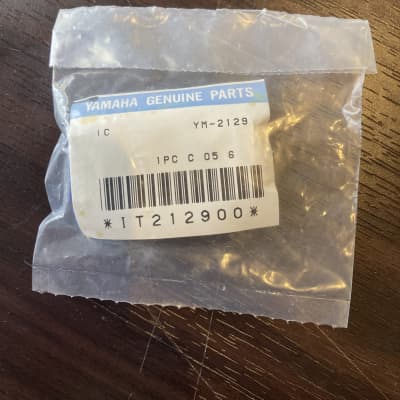 YAMAHA GENUINE PARTS
IC YM-2129
1PC C 05 6
*IT212900*